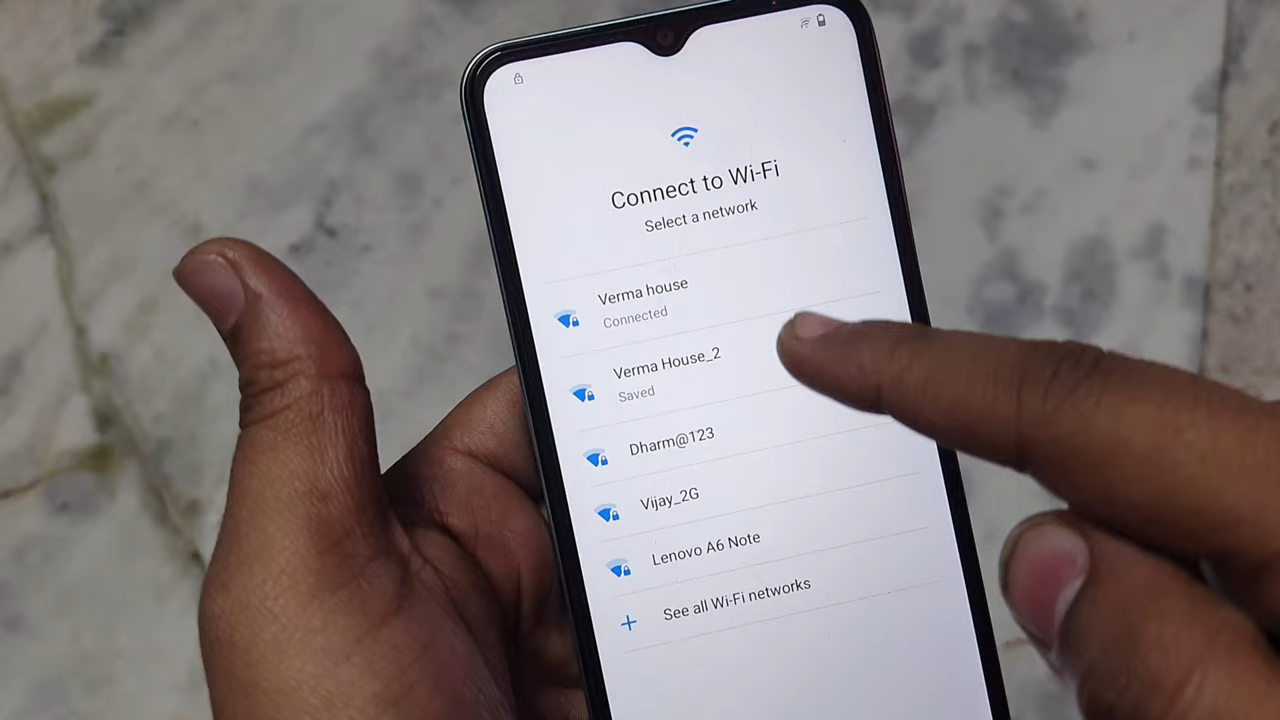 Connect to Wi-Fi
Select a network
Verma house
Connected
Verma House_2
Saved
Dharm@123
Vijay_2G
Lenovo A6 Note
See all Wi-Fi networks